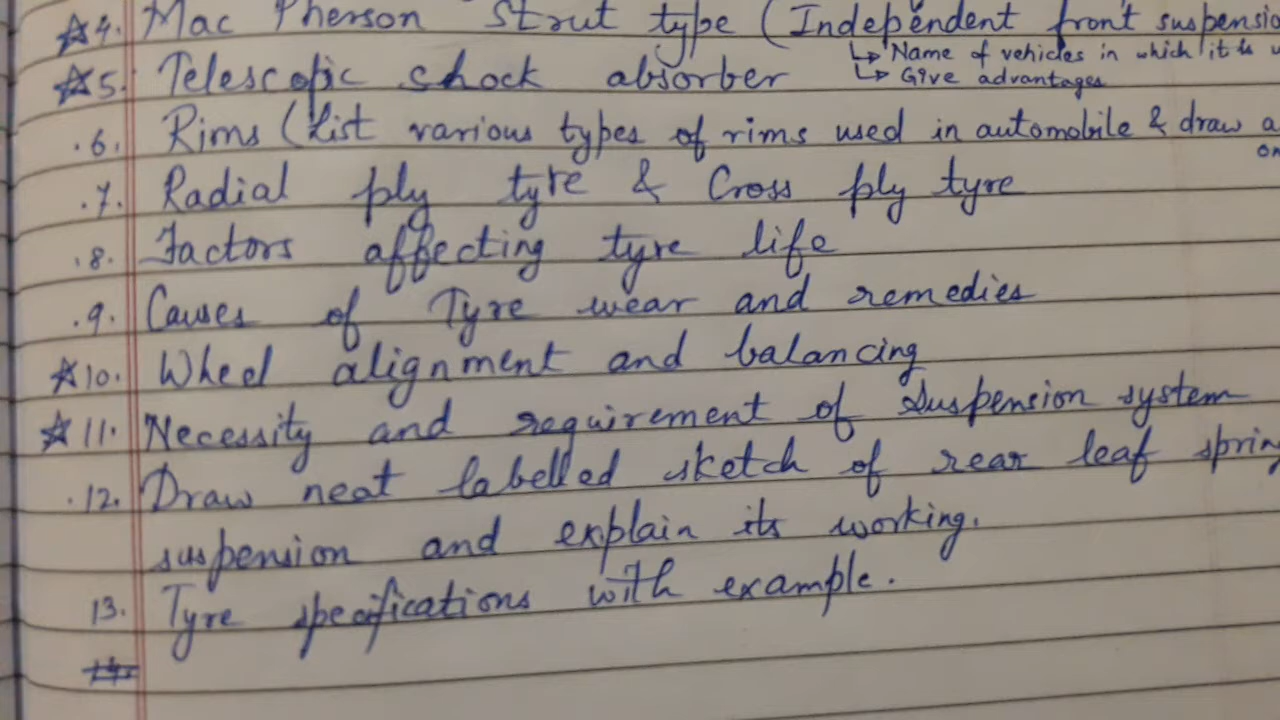 ☆4. Mac Pherson Strut type (Independent front suspensio
↳ Name of vehicles in which it is u
☆5. Telescopic shock absorber ↳ Give advantages
.6. Rims (list various types of rims used in automobile & draw a
on
.7. Radial ply tyre & Cross ply tyre
.8. Factors affecting tyre life
.9. Causes of Tyre wear and remedies
☆10. Wheel alignment and balancing
☆11. Necessity and requirement of Suspension system
.12. Draw neat labelled sketch of rear leaf spring
suspension and explain its working.
13. Tyre specifications with example.